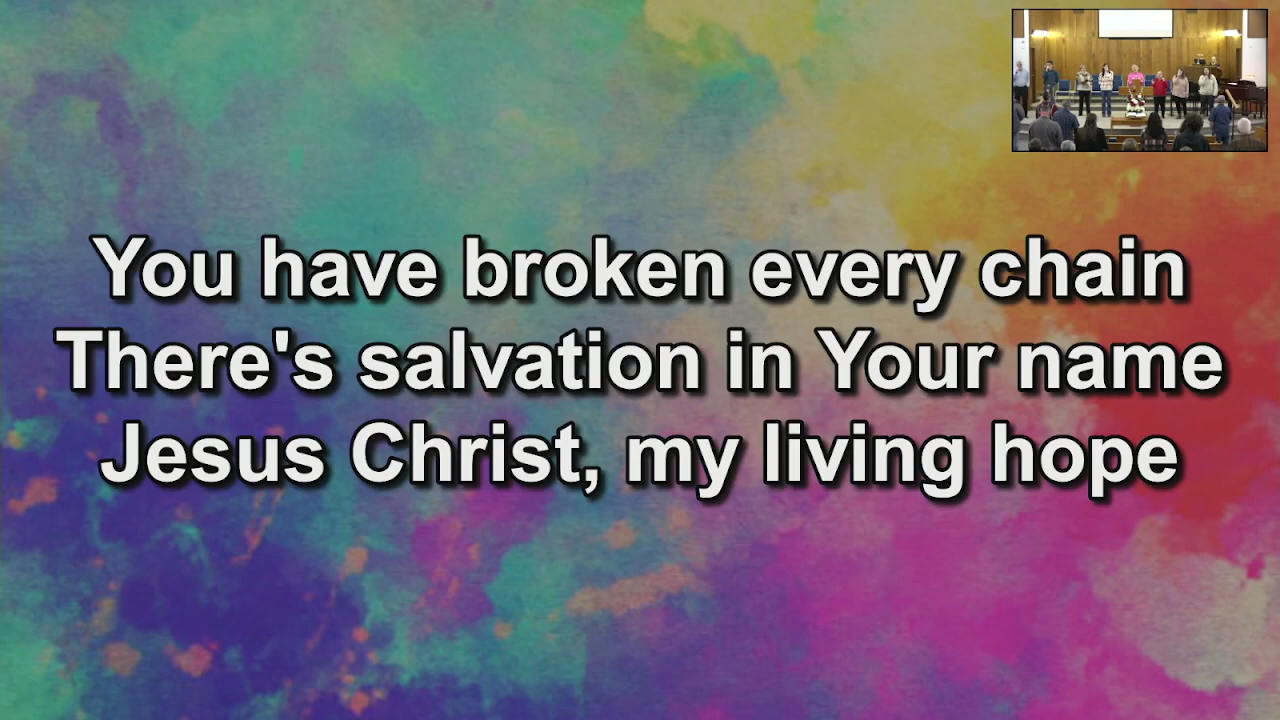 You have broken every chain
There's salvation in Your name
Jesus Christ, my living hope